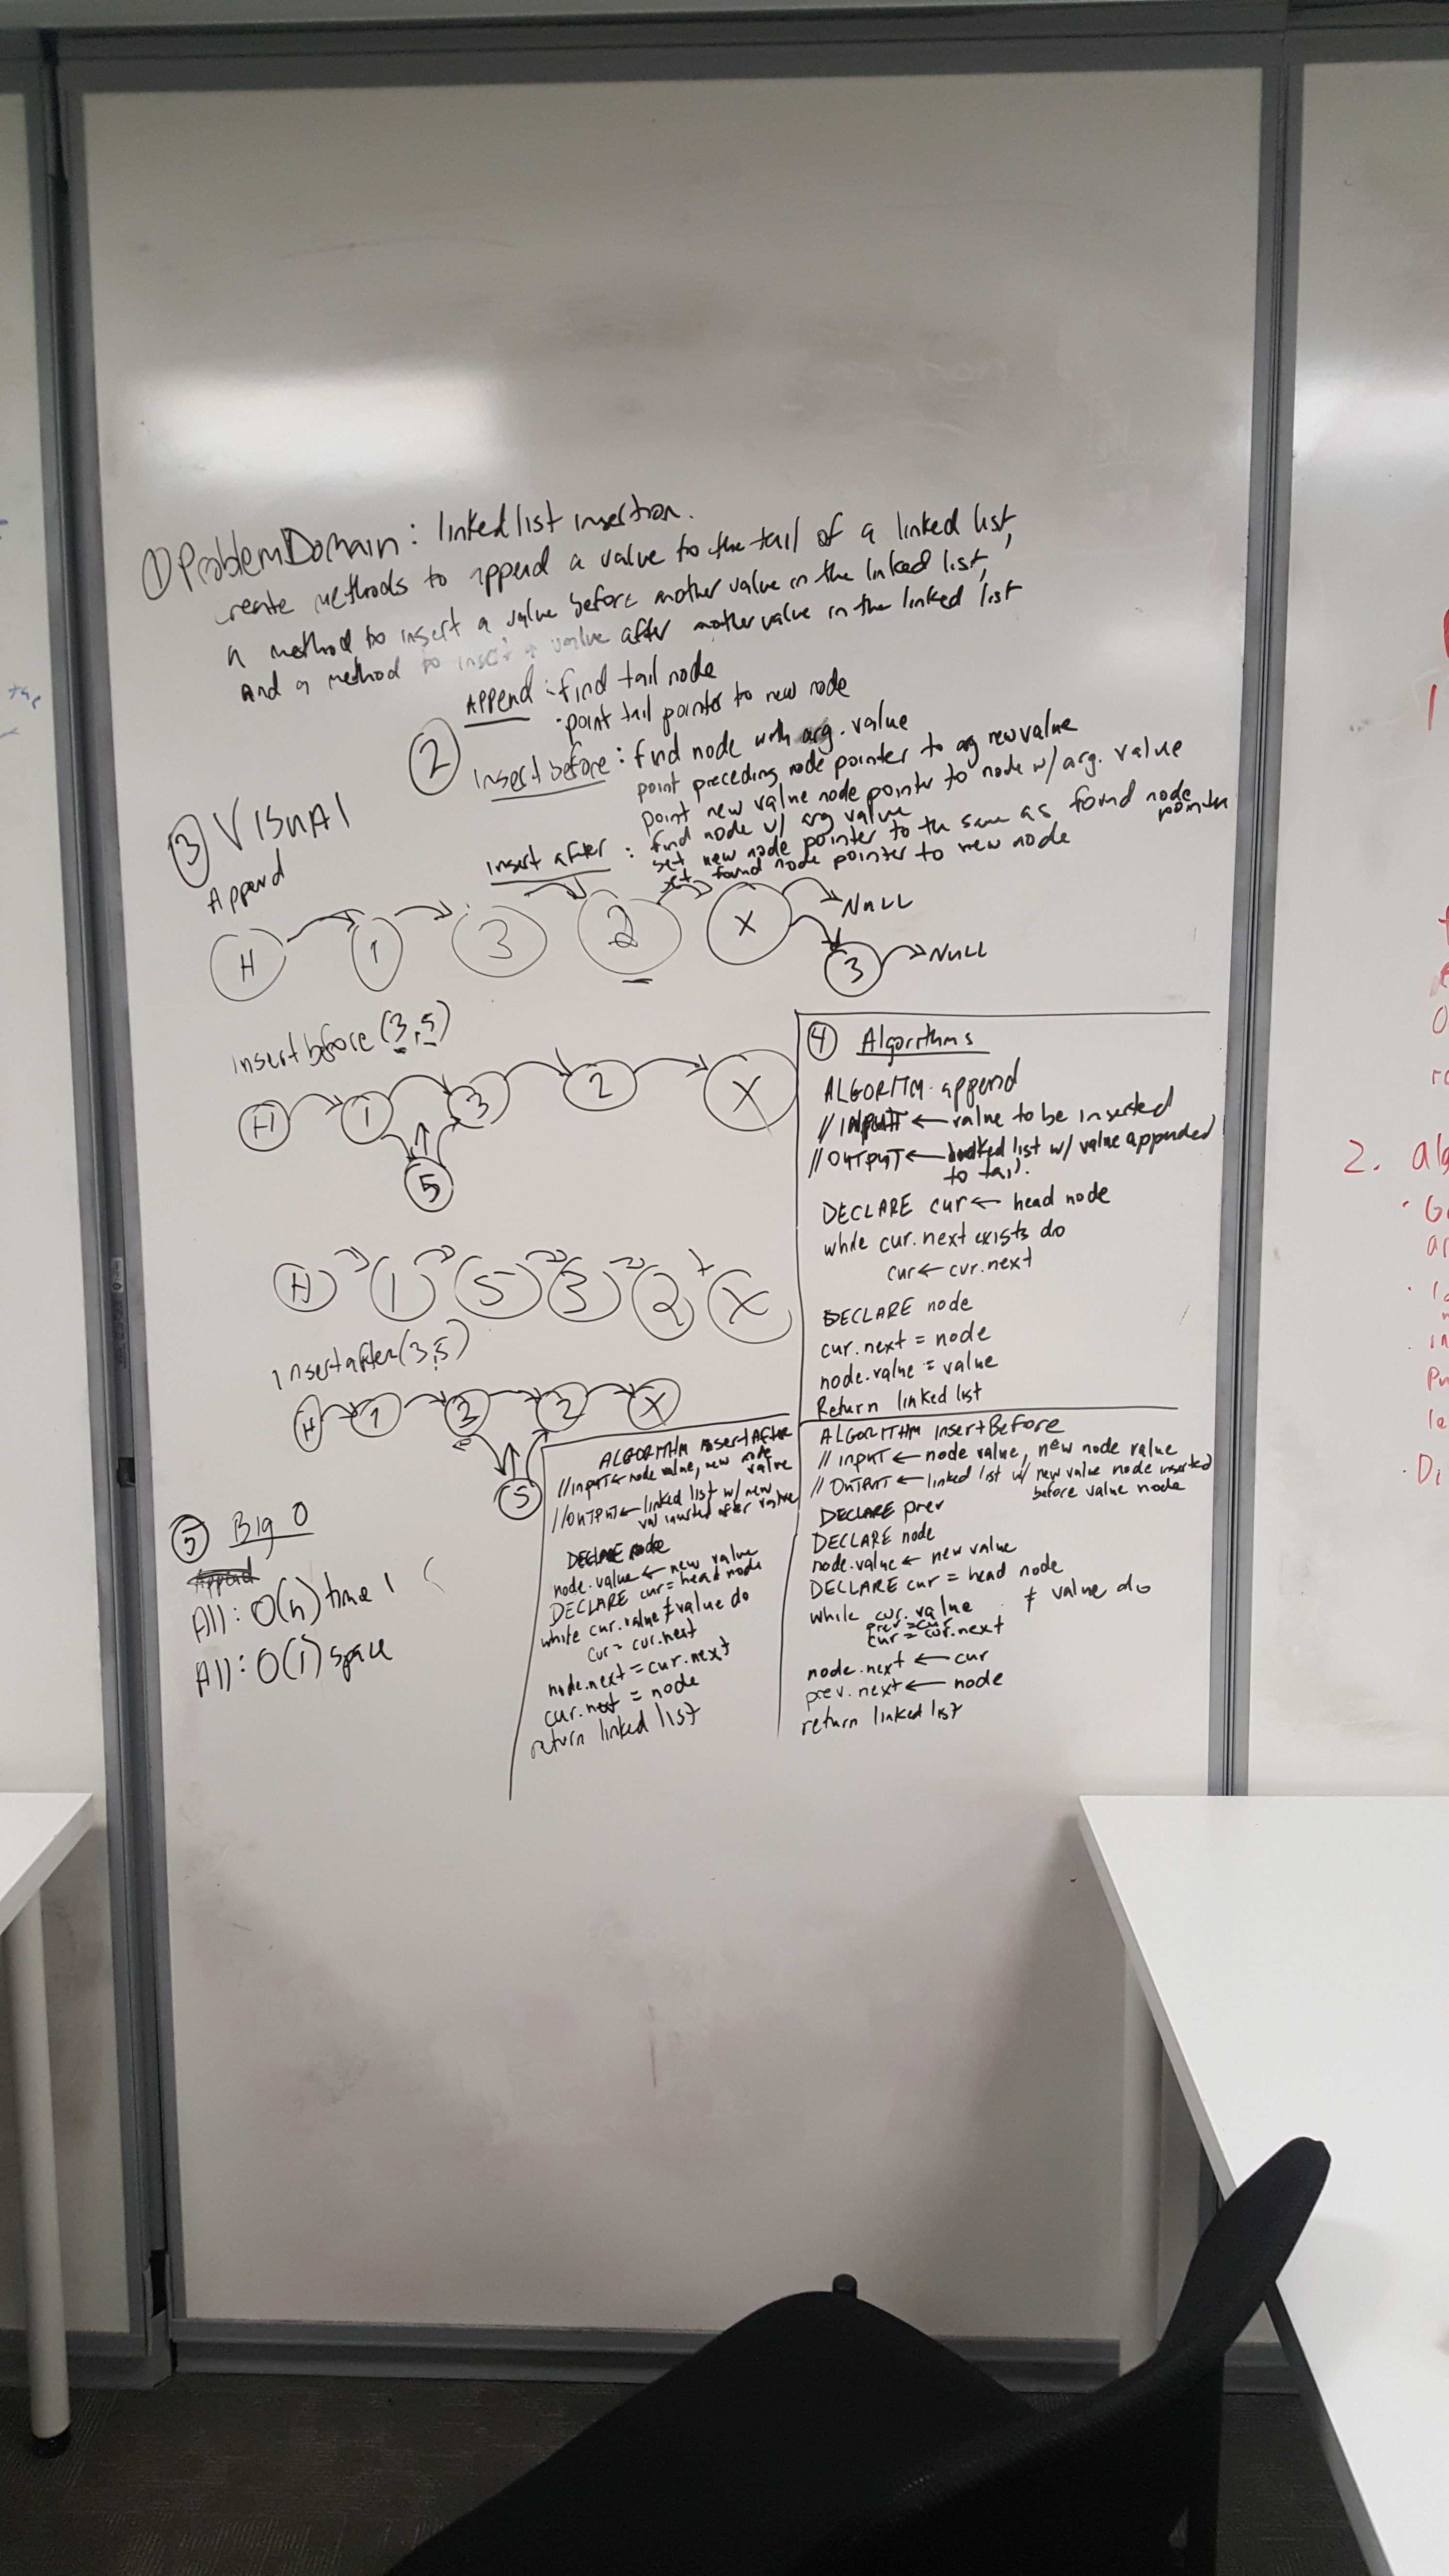 ① Problem Domain: linked list insertion.
create methods to append a value to the tail of a linked list,
a method to insert a value before another value in the linked list,
And a method to insert a value after another value in the linked list
② APPEND: find tail node
· point tail pointer to new node
Insert before: find node with arg. value
point preceding node pointer to arg new value
point new value node pointer to node w/ arg. value
insert after: find node w/ arg value
set new node pointer to the same as found node pointer
set found node pointer to new node
③ VISUAL
Append
H 1 3 2 X NULL
3 NULL
insert before (3,5)
H 1 3 2 X
5
H 1 5 3 2 X
insert after (3,5)
H 1 3 2 X
5
④ Algorithms
ALGORITM append
// INPUT ← value to be inserted
// OUTPUT ← linked list w/ value appended
to tail.
DECLARE cur ← head node
while cur.next exists do
cur ← cur.next
DECLARE node
cur.next = node
node.value = value
Return linked list
ALGORITHM insertAfter
// input ← node value, new node
value
// OUTPUT ← linked list w/ new
val inserted after value
DECLARE node
node.value ← new value
DECLARE cur = head node
while cur.value ≠ value do
cur = cur.next
node.next = cur.next
cur.next = node
return linked list
ALGORITHM insertBefore
// INPUT ← node value, new node value
// OUTPUT ← linked list w/ new value node inserted
before value node
DECLARE prev
DECLARE node
node.value ← new value
DECLARE cur = head node
while cur.value ≠ value do
prev = cur
cur = cur.next
node.next ← cur
prev.next ← node
return linked list
⑤ Big O
Append
All: O(n) time
All: O(1) space
the
2. alg